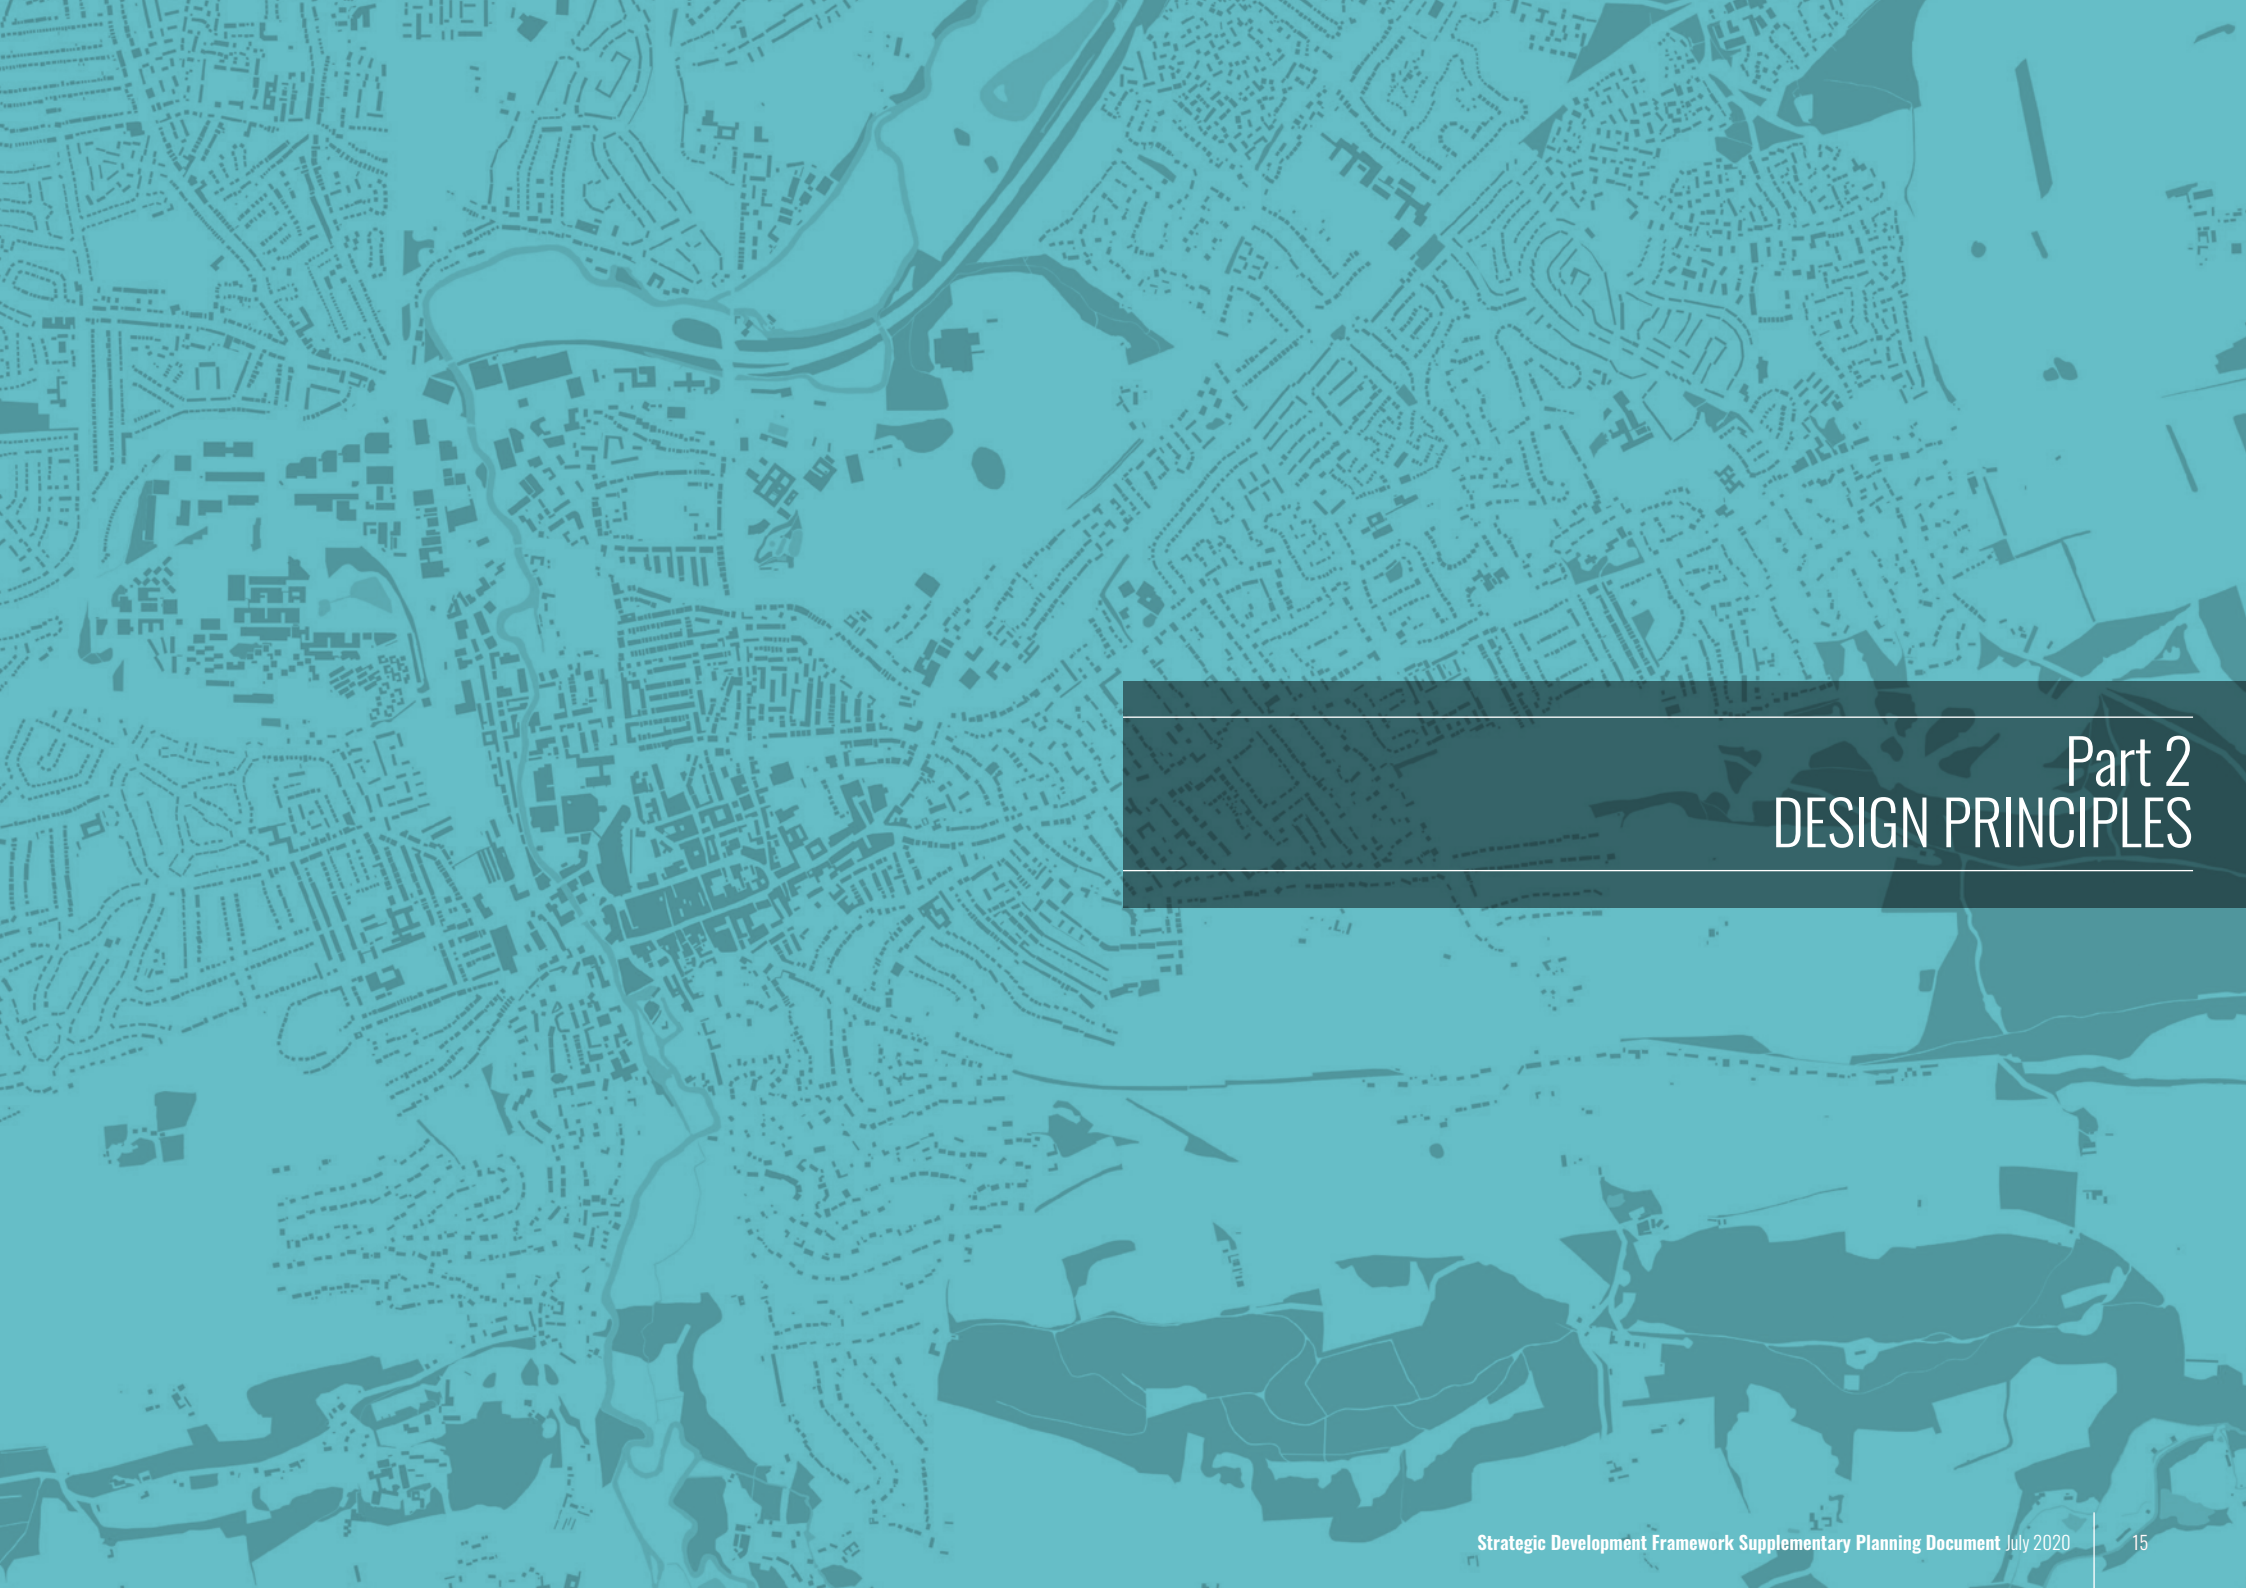 Part 2
DESIGN PRINCIPLES
Strategic Development Framework Supplementary Planning Document July 2020
15